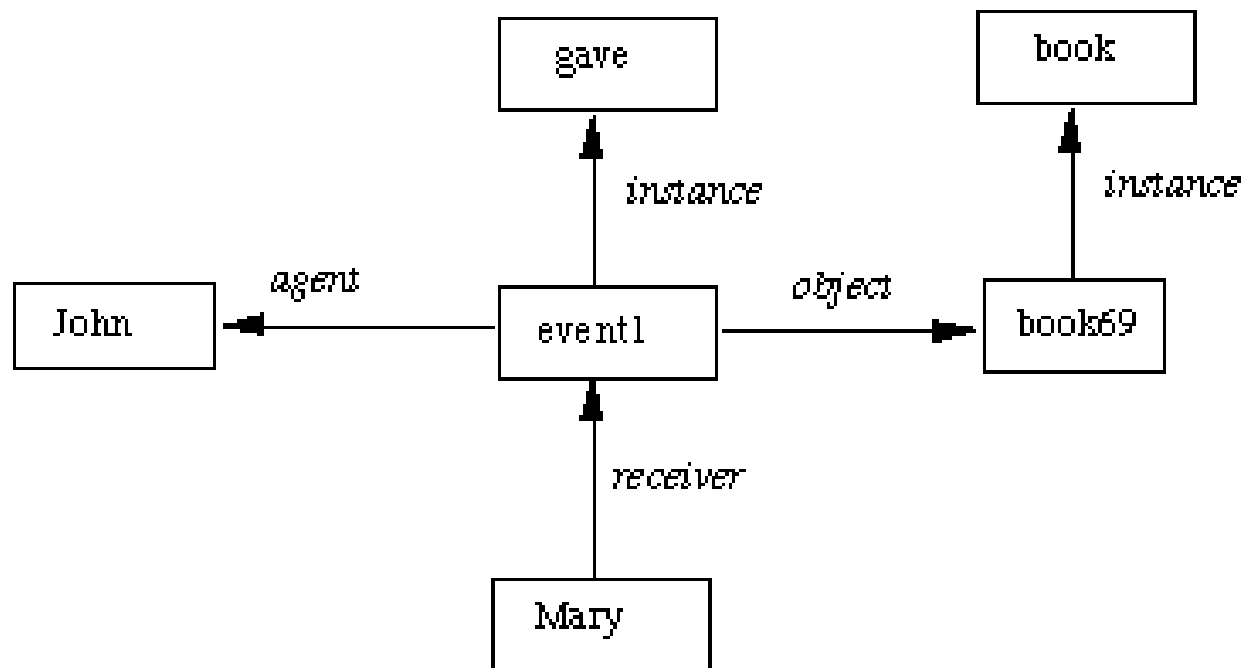 gave
book
instance
instance
agent
object
John
event1
book69
receiver
Mary